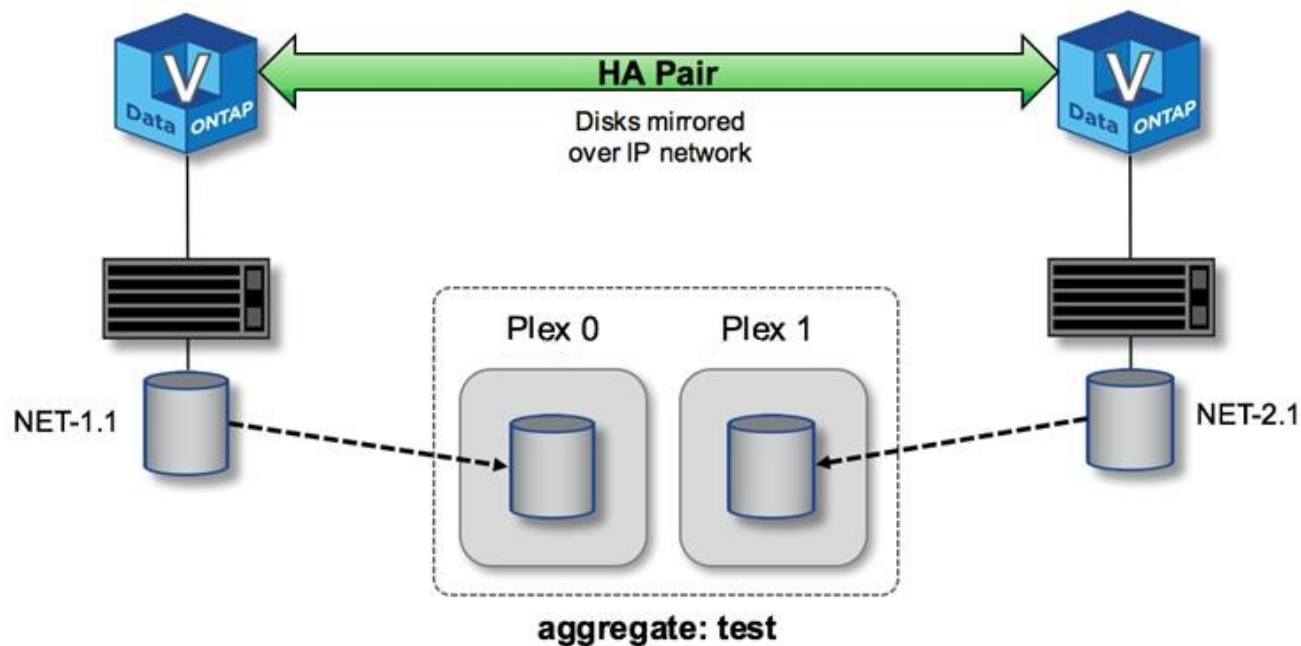 V
Data ONTAP
HA Pair
Disks mirrored
over IP network
V
Data ONTAP
Plex 0
Plex 1
NET-1.1
NET-2.1
aggregate: test